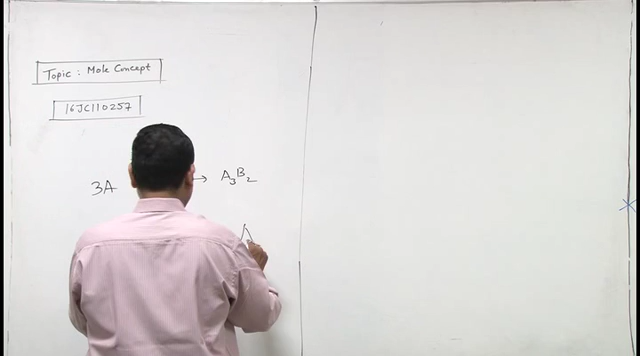 Topic : Mole Concept
16JC110257
3A → A₃B₂